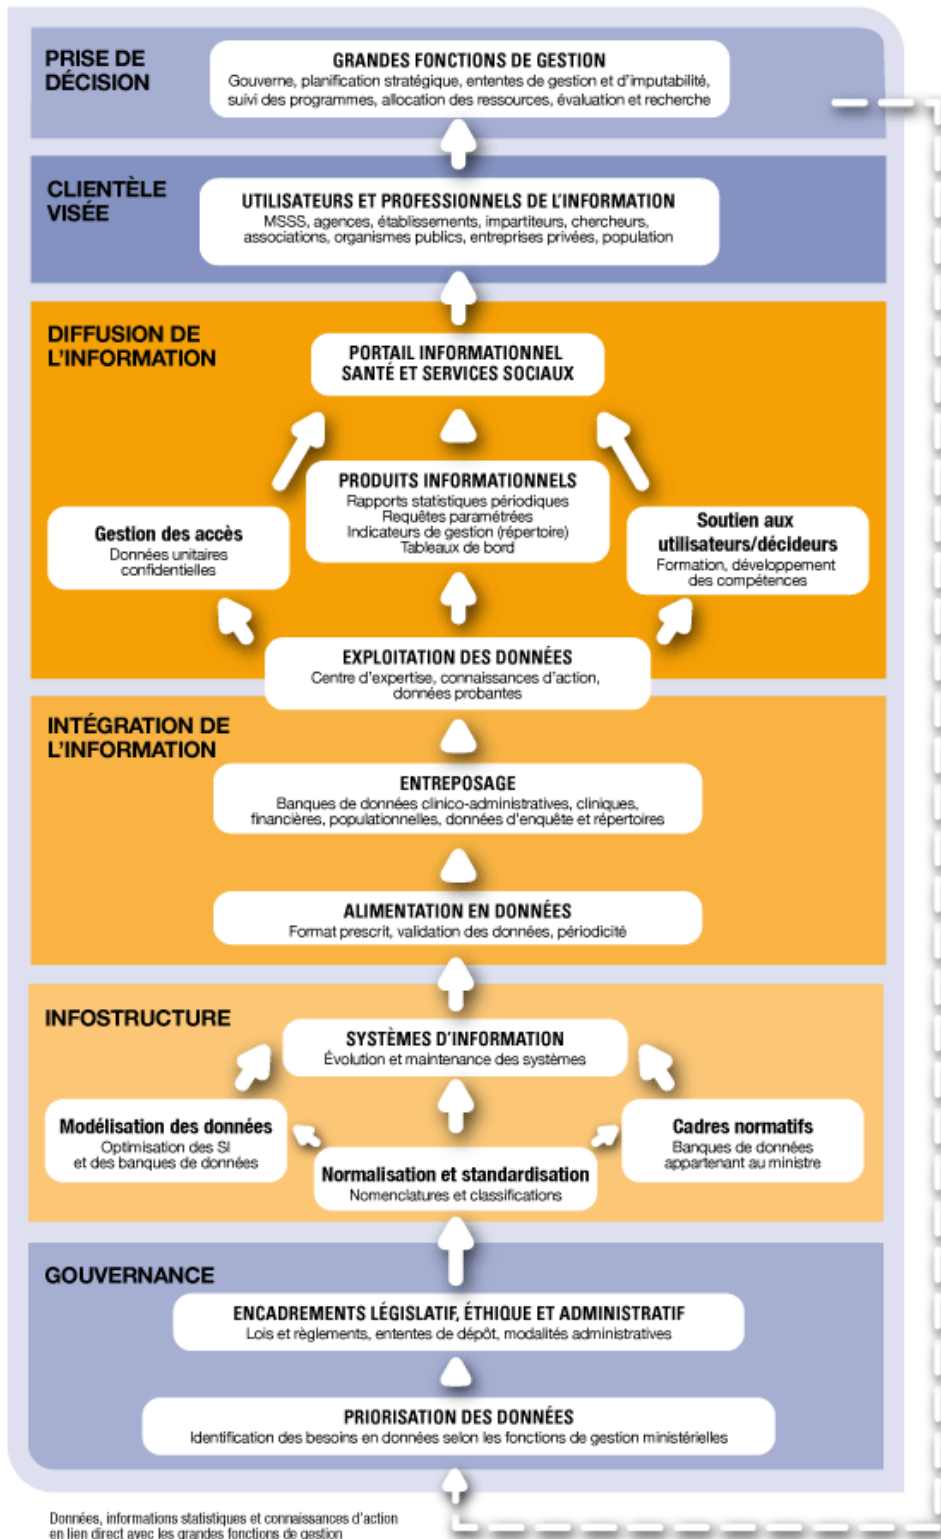 PRISE DE
DÉCISION
GRANDES FONCTIONS DE GESTION
Gouverne, planification stratégique, ententes de gestion et d'imputabilité,
suivi des programmes, allocation des ressources, évaluation et recherche
CLIENTÈLE
VISÉE
UTILISATEURS ET PROFESSIONNELS DE L'INFORMATION
MSSS, agences, établissements, impartiteurs, chercheurs,
associations, organismes publics, entreprises privées, population
DIFFUSION DE
L'INFORMATION
PORTAIL INFORMATIONNEL
SANTÉ ET SERVICES SOCIAUX
PRODUITS INFORMATIONNELS
Rapports statistiques périodiques
Requêtes paramétrées
Indicateurs de gestion (répertoire)
Tableaux de bord
Gestion des accès
Données unitaires
confidentielles
Soutien aux
utilisateurs/décideurs
Formation, développement
des compétences
EXPLOITATION DES DONNÉES
Centre d'expertise, connaissances d'action,
données probantes
INTÉGRATION DE
L'INFORMATION
ENTREPOSAGE
Banques de données clinico-administratives, cliniques,
financières, populationnelles, données d'enquête et répertoires
ALIMENTATION EN DONNÉES
Format prescrit, validation des données, périodicité
INFOSTRUCTURE
SYSTÈMES D'INFORMATION
Évolution et maintenance des systèmes
Modélisation des données
Optimisation des SI
et des banques de données
Cadres normatifs
Banques de données
appartenant au ministre
Normalisation et standardisation
Nomenclatures et classifications
GOUVERNANCE
ENCADREMENTS LÉGISLATIF, ÉTHIQUE ET ADMINISTRATIF
Lois et règlements, ententes de dépôt, modalités administratives
PRIORISATION DES DONNÉES
Identification des besoins en données selon les fonctions de gestion ministérielles
Données, informations statistiques et connaissances d'action
en lien direct avec les grandes fonctions de gestion